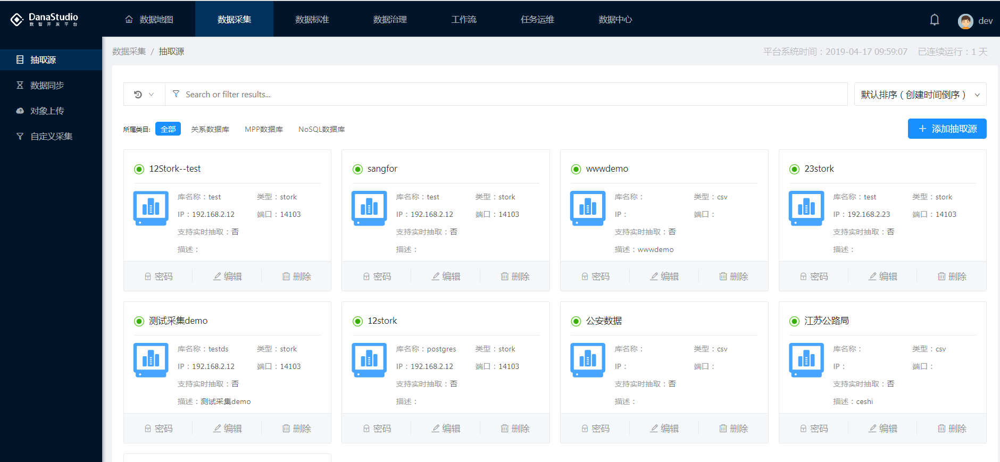 DanaStudio
数智开发平台
数据地图
数据采集
数据标准
数据治理
工作流
任务运维
数据中心
dev
抽取源
数据同步
对象上传
自定义采集
数据采集 / 抽取源
平台系统时间：2019-04-17 09:59:07 已连续运行：1 天
Search or filter results...
默认排序（创建时间倒序）
所属类目: 全部 关系数据库 MPP数据库 NoSQL数据库
+ 添加抽取源
12Stork--test
库名称：test 类型：stork
IP：192.168.2.12 端口：14103
支持实时抽取：否
描述：
密码 编辑 删除
sangfor
库名称：test 类型：stork
IP：192.168.2.12 端口：14103
支持实时抽取：否
描述：
密码 编辑 删除
wwwdemo
库名称： 类型：csv
IP： 端口：
支持实时抽取：否
描述：wwwdemo
密码 编辑 删除
23stork
库名称：test 类型：stork
IP：192.168.2.23 端口：14103
支持实时抽取：否
描述：
密码 编辑 删除
测试采集demo
库名称：testds 类型：stork
IP：192.168.2.12 端口：14103
支持实时抽取：否
描述：测试采集demo
密码 编辑 删除
12stork
库名称：postgres 类型：stork
IP：192.168.2.12 端口：14103
支持实时抽取：否
描述：
密码 编辑 删除
公安数据
库名称： 类型：csv
IP： 端口：
支持实时抽取：否
描述：
密码 编辑 删除
江苏公路局
库名称： 类型：csv
IP： 端口：
支持实时抽取：否
描述：ceshi
密码 编辑 删除